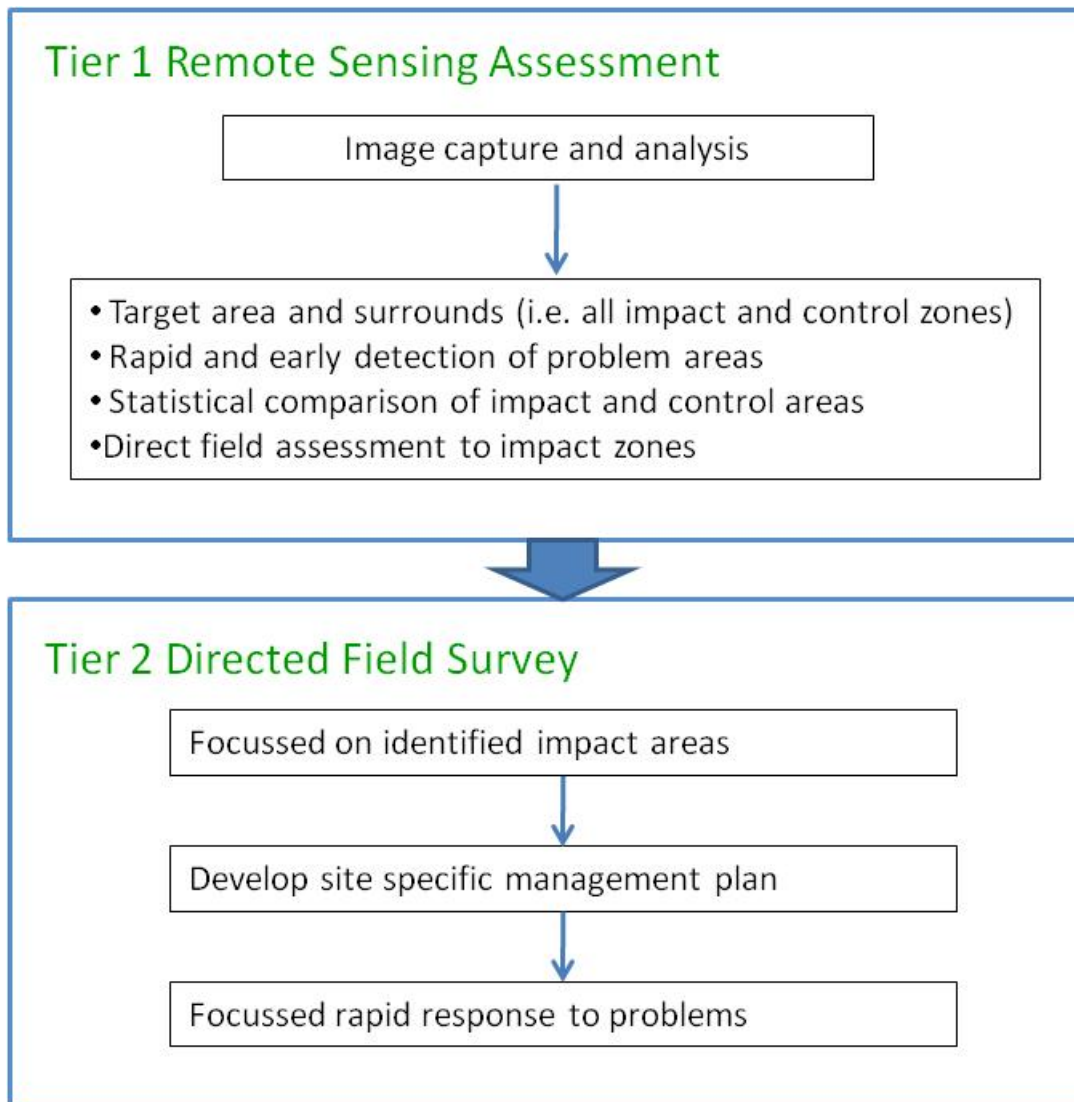 Tier 1 Remote Sensing Assessment
Image capture and analysis
• Target area and surrounds (i.e. all impact and control zones)
• Rapid and early detection of problem areas
• Statistical comparison of impact and control areas
•Direct field assessment to impact zones
Tier 2 Directed Field Survey
Focussed on identified impact areas
Develop site specific management plan
Focussed rapid response to problems